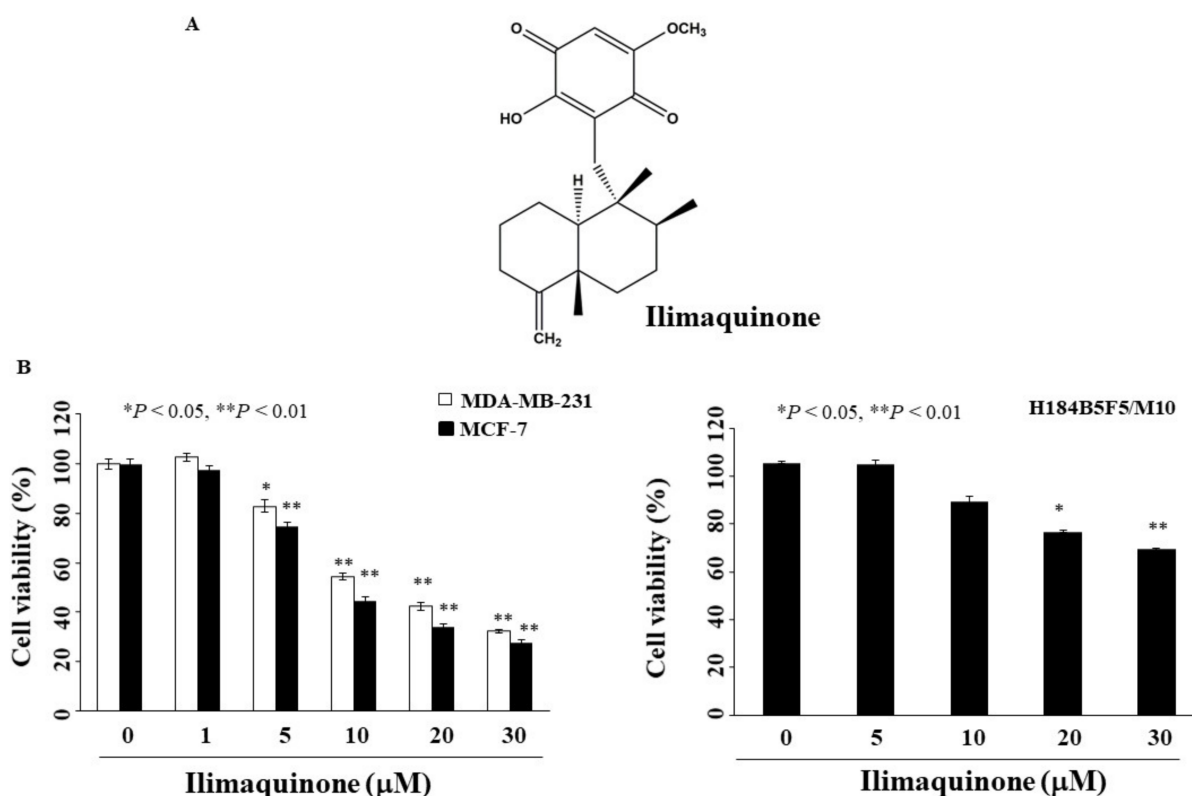 A
O
OCH3
HO
O
H
CH2
Ilimaquinone
B
*P < 0.05, **P < 0.01
MDA-MB-231
MCF-7
Cell viability (%)
120
100
80
60
40
20
0
*
**
**
**
**
**
**
**
0 1 5 10 20 30
Ilimaquinone (μM)
*P < 0.05, **P < 0.01
H184B5F5/M10
Cell viability (%)
120
100
80
60
40
20
0
*
**
0 5 10 20 30
Ilimaquinone (μM)